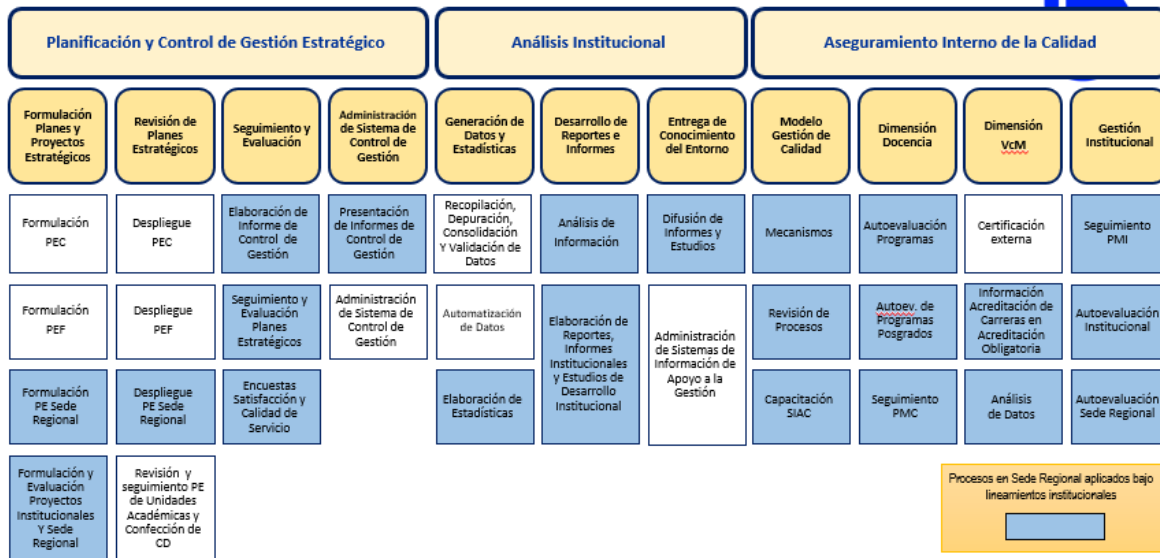 Planificación y Control de Gestión Estratégico
Análisis Institucional
Aseguramiento Interno de la Calidad
Formulación
Planes y
Proyectos
Estratégicos
Revisión de
Planes
Estratégicos
Seguimiento y
Evaluación
Administración
de Sistema de
Control de
Gestión
Generación de
Datos y
Estadísticas
Desarrollo de
Reportes e
Informes
Entrega de
Conocimiento
del Entorno
Modelo
Gestión de
Calidad
Dimensión
Docencia
Dimensión
VcM
Gestión
Institucional
Formulación
PEC
Despliegue
PEC
Elaboración de
Informe de
Control de
Gestión
Presentación
de Informes de
Control de
Gestión
Recopilación,
Depuración,
Consolidación
Y Validación de
Datos
Análisis de
Información
Difusión de
Informes y
Estudios
Mecanismos
Autoevaluación
Programas
Certificación
externa
Seguimiento
PMI
Formulación
PEF
Despliegue
PEF
Seguimiento y
Evaluación
Planes
Estratégicos
Administración
de Sistema de
Control de
Gestión
Automatización
de Datos
Elaboración de
Reportes,
Informes
Institucionales
y Estudios de
Desarrollo
Institucional
Administración
de Sistemas de
Información de
Apoyo a la
Gestión
Revisión de
Procesos
Autoev. de
Programas
Posgrados
Información
Acreditación de
Carreras en
Acreditación
Obligatoria
Autoevaluación
Institucional
Formulación
PE Sede
Regional
Despliegue
PE Sede
Regional
Encuestas
Satisfacción y
Calidad de
Servicio
Elaboración de
Estadísticas
Capacitación
SIAC
Seguimiento
PMC
Análisis
de Datos
Autoevaluación
Sede Regional
Formulación y
Evaluación
Proyectos
Institucionales
Y Sede
Regional
Revisión y
seguimiento PE
de Unidades
Académicas y
Confección de
CD
Procesos en Sede Regional aplicados bajo
lineamientos institucionales